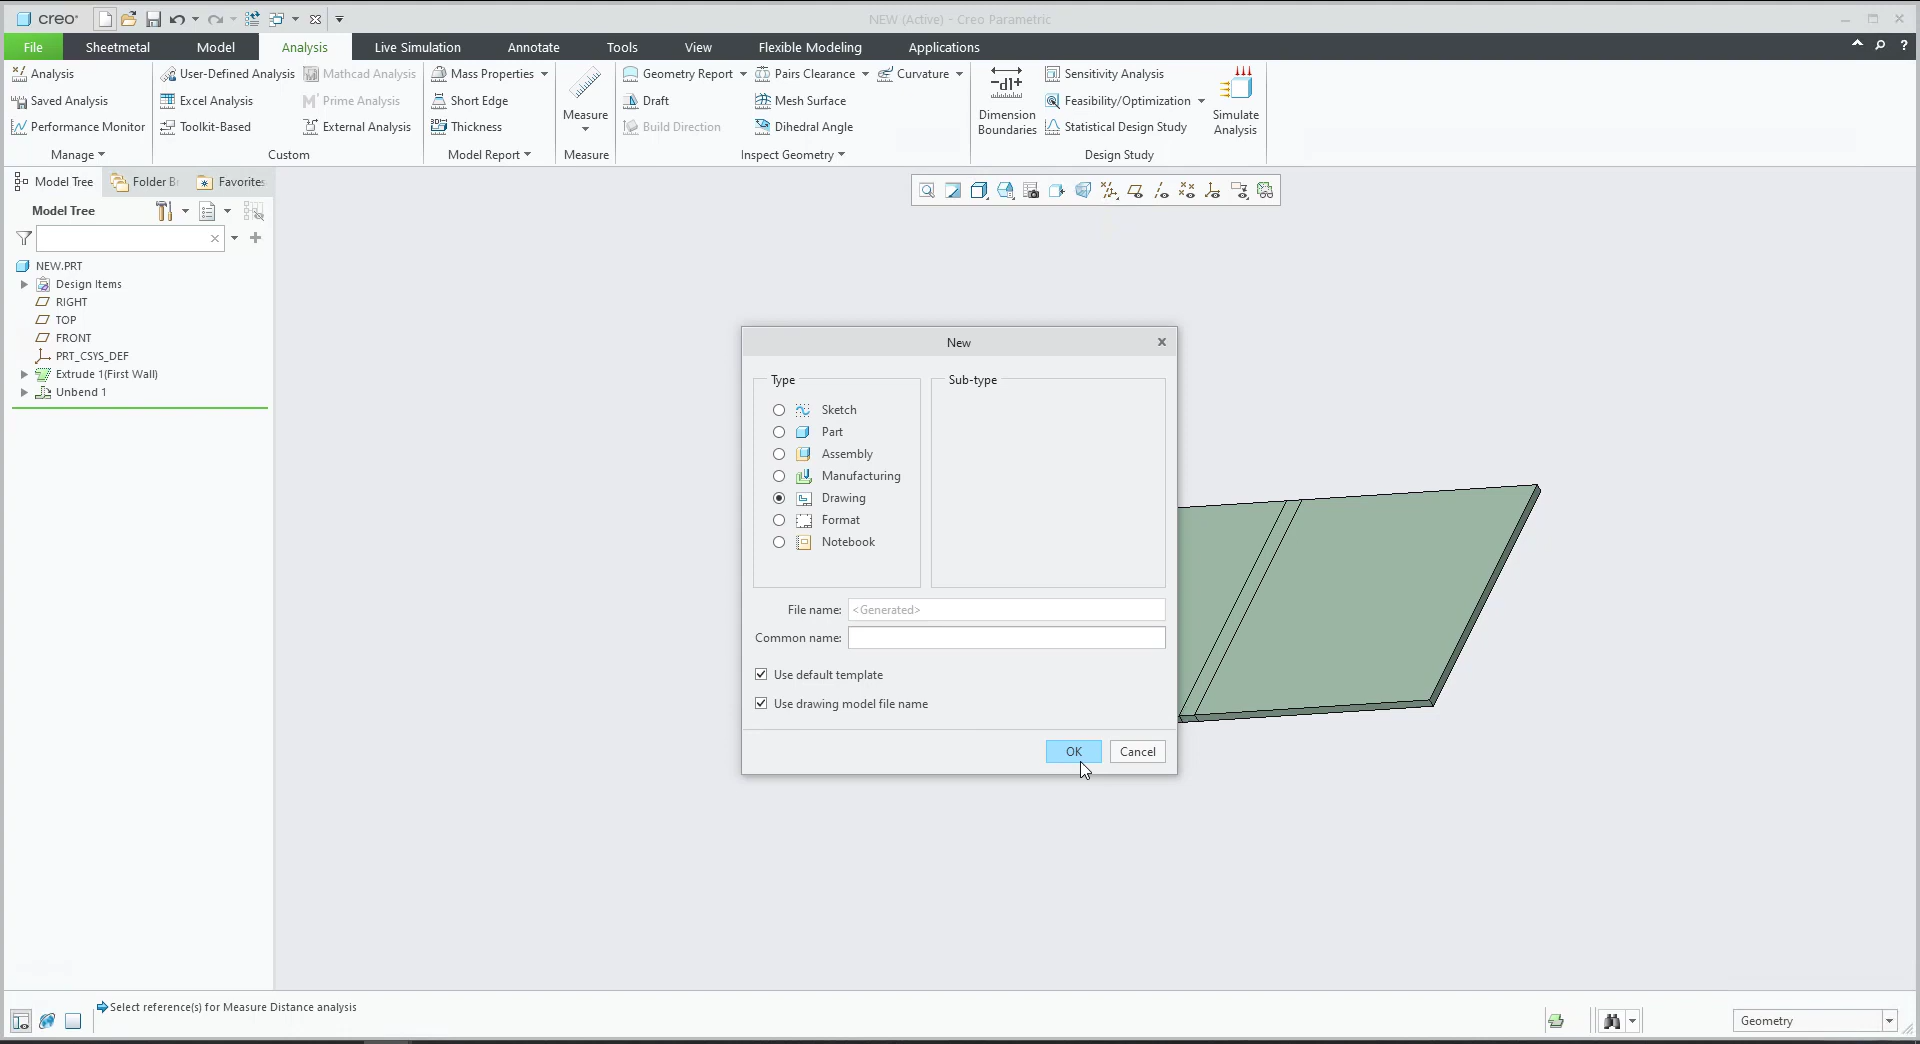 creo®
NEW (Active) - Creo Parametric
File Sheetmetal Model Analysis Live Simulation Annotate Tools View Flexible Modeling Applications
Analysis User-Defined Analysis Mathcad Analysis Mass Properties Geometry Report Pairs Clearance Curvature Sensitivity Analysis
Saved Analysis Excel Analysis Prime Analysis Short Edge Draft Mesh Surface Feasibility/Optimization
Measure Dimension Simulate
Performance Monitor Toolkit-Based External Analysis Thickness Build Direction Dihedral Angle Boundaries Statistical Design Study Analysis
Manage Custom Model Report Measure Inspect Geometry Design Study
Model Tree Folder B Favorites
Model Tree
NEW.PRT
Design Items
RIGHT
TOP
FRONT
PRT_CSYS_DEF
Extrude 1(First Wall)
Unbend 1
New
Type Sub-type
Sketch
Part
Assembly
Manufacturing
Drawing
Format
Notebook
File name: <Generated>
Common name:
Use default template
Use drawing model file name
OK Cancel
Select reference(s) for Measure Distance analysis
Geometry